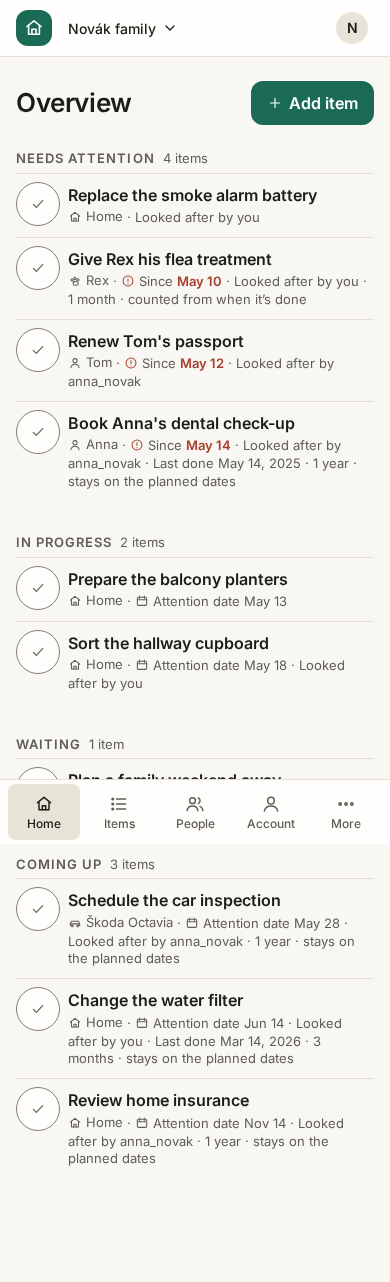 Novák family
N
Overview
Add item
NEEDS ATTENTION 4 items
Replace the smoke alarm battery
Home · Looked after by you
Give Rex his flea treatment
Rex · Since May 10 · Looked after by you ·
1 month · counted from when it’s done
Renew Tom's passport
Tom · Since May 12 · Looked after by
anna_novak
Book Anna's dental check-up
Anna · Since May 14 · Looked after by
anna_novak · Last done May 14, 2025 · 1 year ·
stays on the planned dates
IN PROGRESS 2 items
Prepare the balcony planters
Home · Attention date May 13
Sort the hallway cupboard
Home · Attention date May 18 · Looked
after by you
WAITING 1 item
Plan a family weekend away
Home
Items
People
Account
More
COMING UP 3 items
Schedule the car inspection
Škoda Octavia · Attention date May 28 ·
Looked after by anna_novak · 1 year · stays on
the planned dates
Change the water filter
Home · Attention date Jun 14 · Looked
after by you · Last done Mar 14, 2026 · 3
months · stays on the planned dates
Review home insurance
Home · Attention date Nov 14 · Looked
after by anna_novak · 1 year · stays on the
planned dates